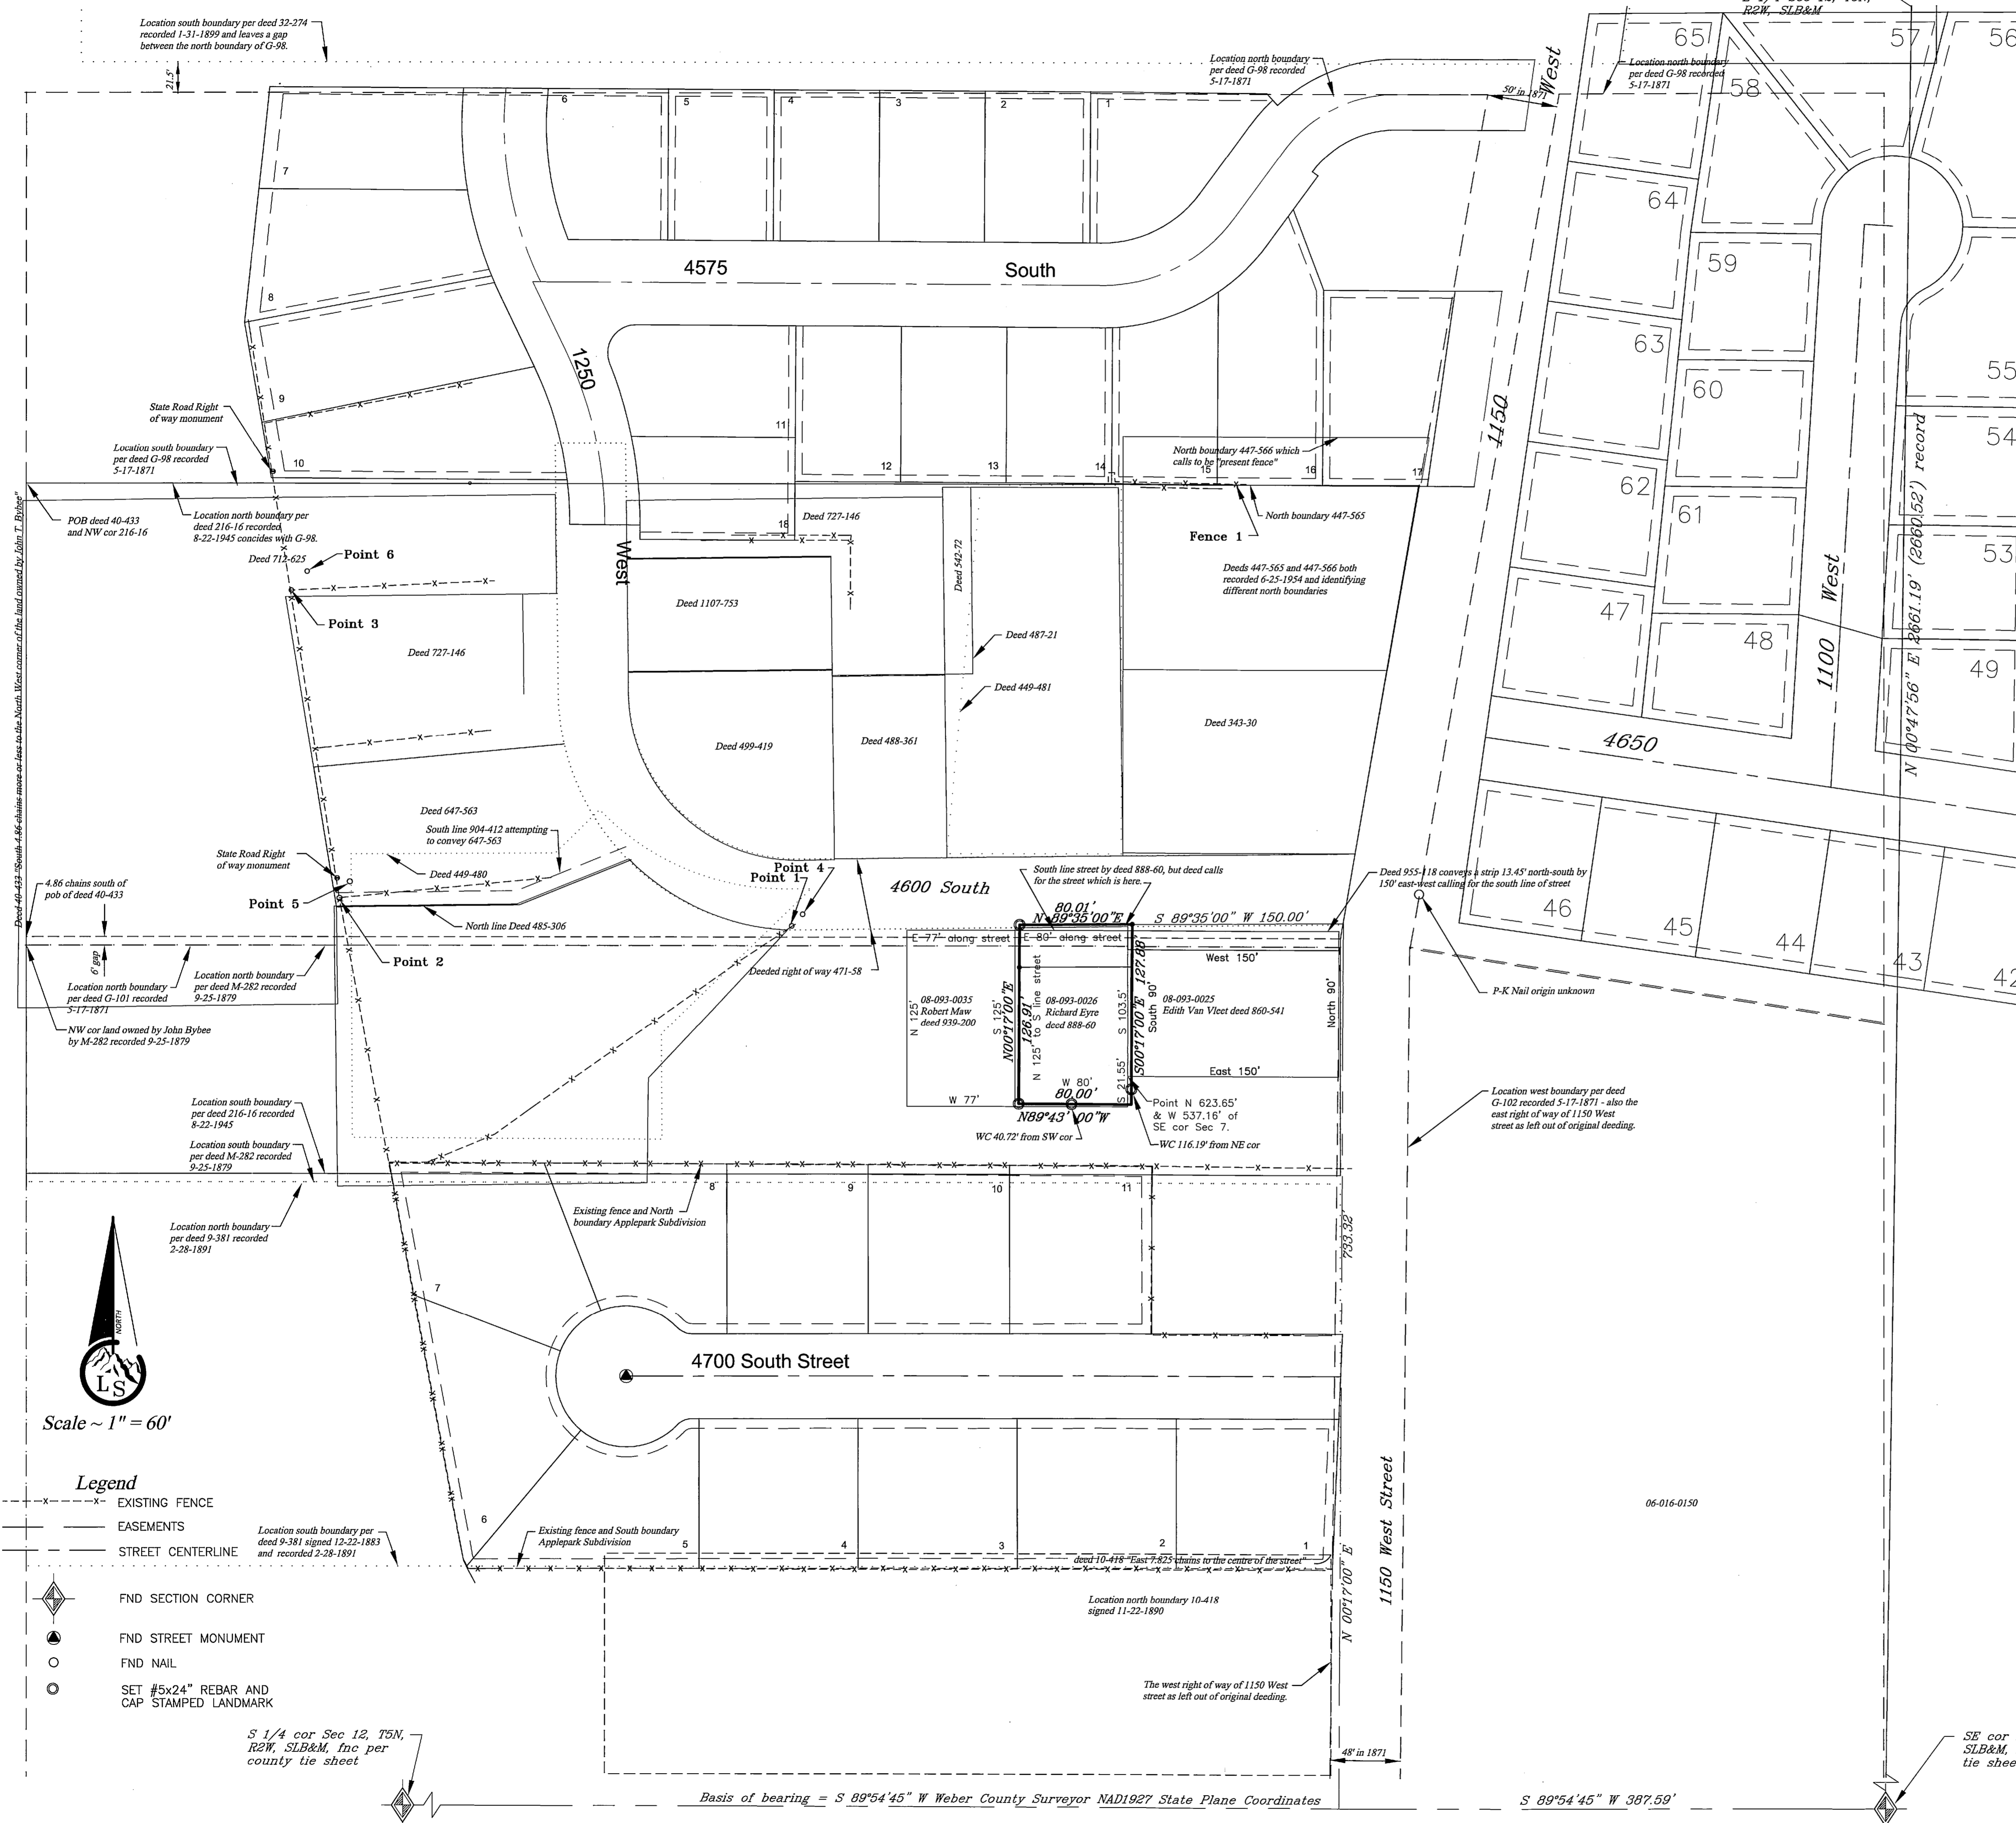 Location south boundary per deed 32-274
recorded 1-31-1899 and leaves a gap
between the north boundary of G-98.
21.5'
Location north boundary
per deed G-98 recorded
5-17-1871
R2W, SLB&M
Location north boundary
per deed G-98 recorded
5-17-1871
50' in 1871
West
65
57
56
58
64
59
63
60
62
61
47
48
55
54
53
49
6
5
4
3
2
1
7
8
9
10
11
12
13
14
15
16
17
18
4575 South
1250
West
1150
1100 West
4650
N 00°47'56" E 2661.19' (2660.52') record
State Road Right
of way monument
Location south boundary
per deed G-98 recorded
5-17-1871
POB deed 40-433
and NW cor 216-16
Location north boundary per
deed 216-16 recorded
8-22-1945 concides with G-98.
Deed 712-625
Point 6
Point 3
Deed 727-146
Deed 727-146
Deed 1107-753
Deed 542-72
Deed 487-21
Deed 449-481
Deed 499-419
Deed 488-361
Deed 343-30
North boundary 447-566 which
calls to be "present fence"
North boundary 447-565
Fence 1
Deeds 447-565 and 447-566 both
recorded 6-25-1954 and identifying
different north boundaries
Deed 40-433 "South 4.86 chains more or less to the North West corner of the land owned by John T. Bybee"
Deed 647-563
South line 904-412 attempting
to convey 647-563
State Road Right
of way monument
Deed 449-480
Point 5
North line Deed 485-306
Point 2
Point 4
Point 1
4600 South
Deeded right of way 471-58
4.86 chains south of
pob of deed 40-433
6' gap
Location north boundary
per deed G-101 recorded
5-17-1871
Location north boundary
per deed M-282 recorded
9-25-1879
NW cor land owned by John Bybee
by M-282 recorded 9-25-1879
South line street by deed 888-60, but deed calls
for the street which is here.
Deed 955-118 conveys a strip 13.45' north-south by
150' east-west calling for the south line of street
80.01'
N 89°35'00"E
S 89°35'00" W 150.00'
E 77' along street
E 80' along street
West 150'
N 125'
08-093-0035
Robert Maw
deed 939-200
S 125'
N00°17'00"E
126.91'
N 125' to S line street
08-093-0026
Richard Eyre
deed 888-60
S 103.5'
S 21.55'
S00°17'00"E 127.88'
South 90'
08-093-0025
Edith Van Vleet deed 860-541
North 90'
East 150'
W 77'
W 80'
80.00'
N89°43'00"W
Point N 623.65'
& W 537.16' of
SE cor Sec 7.
WC 40.72' from SW cor
WC 116.19' from NE cor
46
45
44
43
42
P-K Nail origin unknown
Location west boundary per deed
G-102 recorded 5-17-1871 - also the
east right of way of 1150 West
street as left out of original deeding.
Location south boundary
per deed 216-16 recorded
8-22-1945
Location south boundary
per deed M-282 recorded
9-25-1879
Location north boundary
per deed 9-381 recorded
2-28-1891
Existing fence and North
boundary Applepark Subdivision
8
9
10
11
7
733.32'
NORTH
LS
Scale ~ 1" = 60'
4700 South Street
Legend
EXISTING FENCE
EASEMENTS
STREET CENTERLINE
FND SECTION CORNER
FND STREET MONUMENT
FND NAIL
SET #5x24" REBAR AND
CAP STAMPED LANDMARK
Location south boundary per
deed 9-381 signed 12-22-1883
and recorded 2-28-1891
Existing fence and South boundary
Applepark Subdivision
6
5
4
3
2
1
deed 10-418 "East 7.825 chains to the centre of the street"
Location north boundary 10-418
signed 11-22-1890
N 00°17'00" E
1150 West Street
06-016-0150
The west right of way of 1150 West
street as left out of original deeding.
48' in 1871
S 1/4 cor Sec 12, T5N,
R2W, SLB&M, fnc per
county tie sheet
Basis of bearing = S 89°54'45" W Weber County Surveyor NAD1927 State Plane Coordinates
S 89°54'45" W 387.59'
SE cor
SLB&M,
tie shee